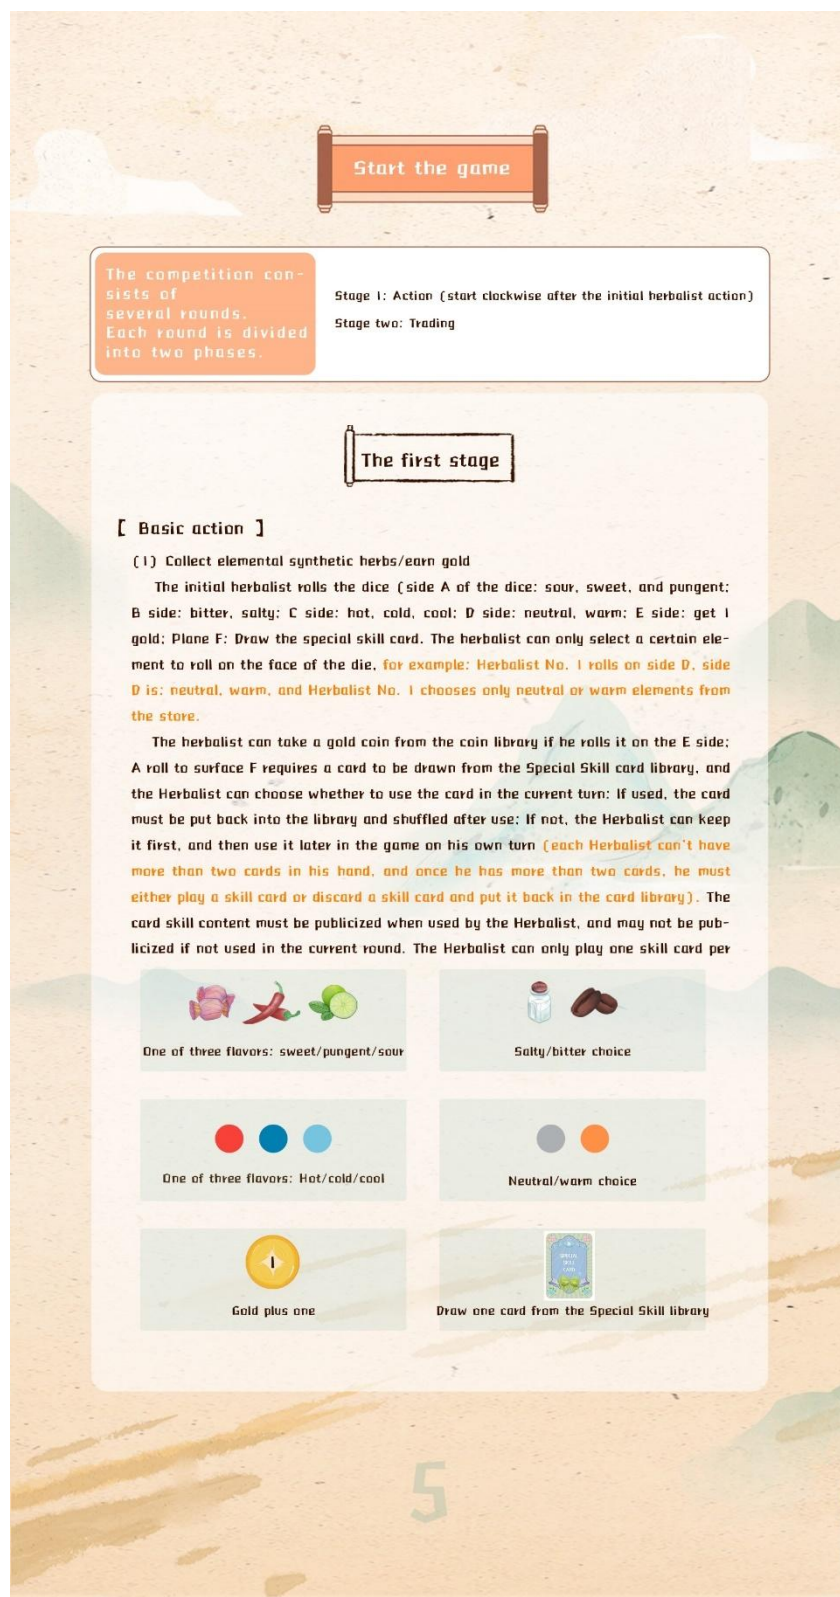 Start the game
The competition con-
sists of
several rounds.
Each round is divided
into two phases.
Stage 1: Action (start clockwise after the initial herbalist action)
Stage two: Trading
The first stage
[ Basic action ]
(1) Collect elemental synthetic herbs/earn gold
The initial herbalist rolls the dice (side A of the dice: sour, sweet, and pungent;
B side: bitter, salty; C side: hot, cold, cool; D side: neutral, warm; E side: get 1
gold; Plane F: Draw the special skill card. The herbalist can only select a certain ele-
ment to roll on the face of the die, for example: Herbalist No. 1 rolls on side D, side
D is: neutral, warm, and Herbalist No. 1 chooses only neutral or warm elements from
the store.
The herbalist can take a gold coin from the coin library if he rolls it on the E side;
A roll to surface F requires a card to be drawn from the Special Skill card library, and
the Herbalist can choose whether to use the card in the current turn: If used, the card
must be put back into the library and shuffled after use; If not, the Herbalist can keep
it first, and then use it later in the game on his own turn (each Herbalist can't have
more than two cards in his hand, and once he has more than two cards, he must
either play a skill card or discard a skill card and put it back in the card library). The
card skill content must be publicized when used by the Herbalist, and may not be pub-
licized if not used in the current round. The Herbalist can only play one skill card per
One of three flavors: sweet/pungent/sour
Salty/bitter choice
One of three flavors: Hot/cold/cool
Neutral/warm choice
1
SPECIAL
SKILL
CARD
Gold plus one
Draw one card from the Special Skill library
5